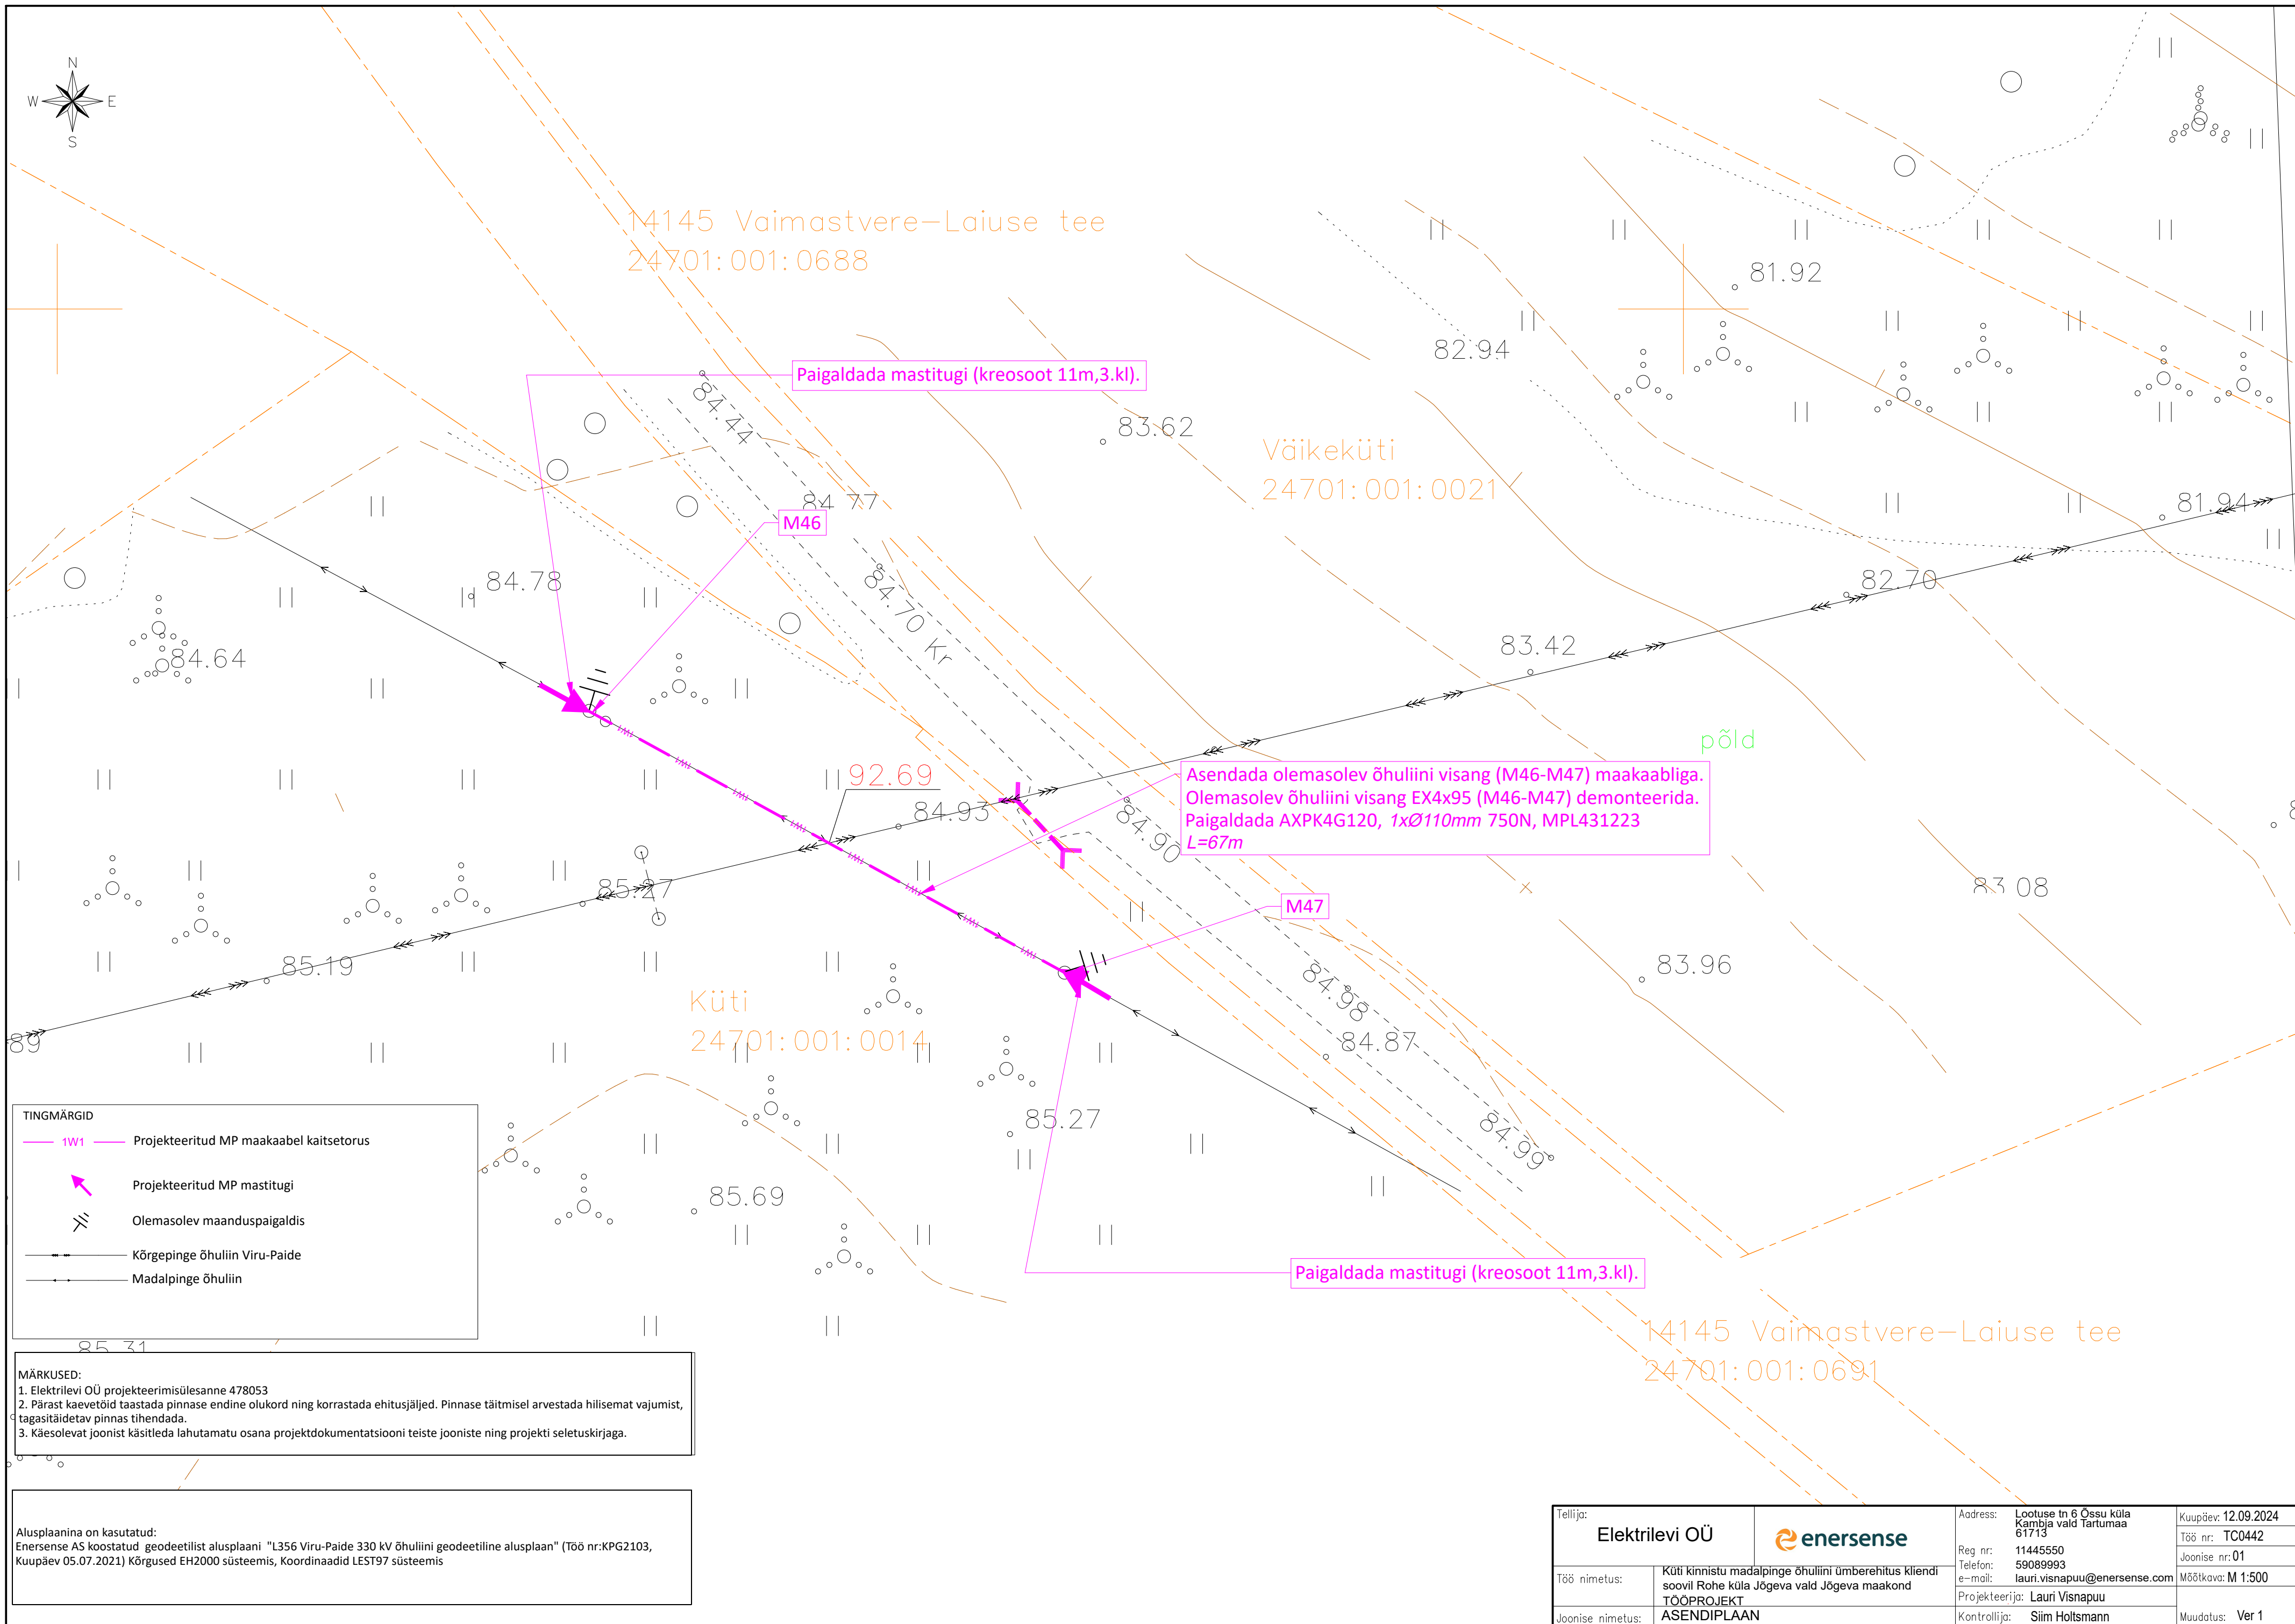 N
W E
S
14145 Vaimastvere-Laiuse tee
24701:001:0688
81.92
82.94
Paigaldada mastitugi (kreosoot 11m,3.kl).
84.44
83.62
Väikeküti
24701:001:0021
84.77
81.94
M46
84.78
84.70 Kr
82.70
84.64
83.42
põld
1W1
1W1
1W1
1W1
1W1
1W1
1W1
1W1
92.69
84.93
84.90
Asendada olemasolev õhuliini visang (M46-M47) maakaabliga.
Olemasolev õhuliini visang EX4x95 (M46-M47) demonteerida.
Paigaldada AXPK4G120, 1xØ110mm 750N, MPL431223
L=67m
85.27
83.08
M47
85.19
83.96
84.98
Küti
24701:001:0014
89
84.87
85.27
84.99
85.69
TINGMÄRGID
1W1 Projekteeritud MP maakaabel kaitsetorus
Projekteeritud MP mastitugi
Olemasolev maanduspaigaldis
Kõrgepinge õhuliin Viru-Paide
Madalpinge õhuliin
Paigaldada mastitugi (kreosoot 11m,3.kl).
14145 Vaimastvere-Laiuse tee
24701:001:0691
85.31
MÄRKUSED:
1. Elektrilevi OÜ projekteerimisülesanne 478053
2. Pärast kaevetöid taastada pinnase endine olukord ning korrastada ehitusjäljed. Pinnase täitmisel arvestada hilisemat vajumist,
tagasitäidetav pinnas tihendada.
3. Käesolevat joonist käsitleda lahutamatu osana projektdokumentatsiooni teiste jooniste ning projekti seletuskirjaga.
Alusplaanina on kasutatud:
Enersense AS koostatud geodeetilist alusplaani "L356 Viru-Paide 330 kV õhuliini geodeetiline alusplaan" (Töö nr:KPG2103,
Kuupäev 05.07.2021) Kõrgused EH2000 süsteemis, Koordinaadid LEST97 süsteemis
Tellija:
Elektrilevi OÜ
enersense
Aadress: Lootuse tn 6 Õssu küla
Kambja vald Tartumaa
61713
Reg nr: 11445550
Telefon: 59089993
e-mail: lauri.visnapuu@enersense.com
Kuupäev: 12.09.2024
Töö nr: TC0442
Joonise nr: 01
Mõõtkava: M 1:500
Töö nimetus: Küti kinnistu madalpinge õhuliini ümberehitus kliendi
soovil Rohe küla Jõgeva vald Jõgeva maakond
TÖÖPROJEKT
Projekteerija: Lauri Visnapuu
Joonise nimetus: ASENDIPLAAN
Kontrollija: Siim Holtsmann
Muudatus: Ver 1